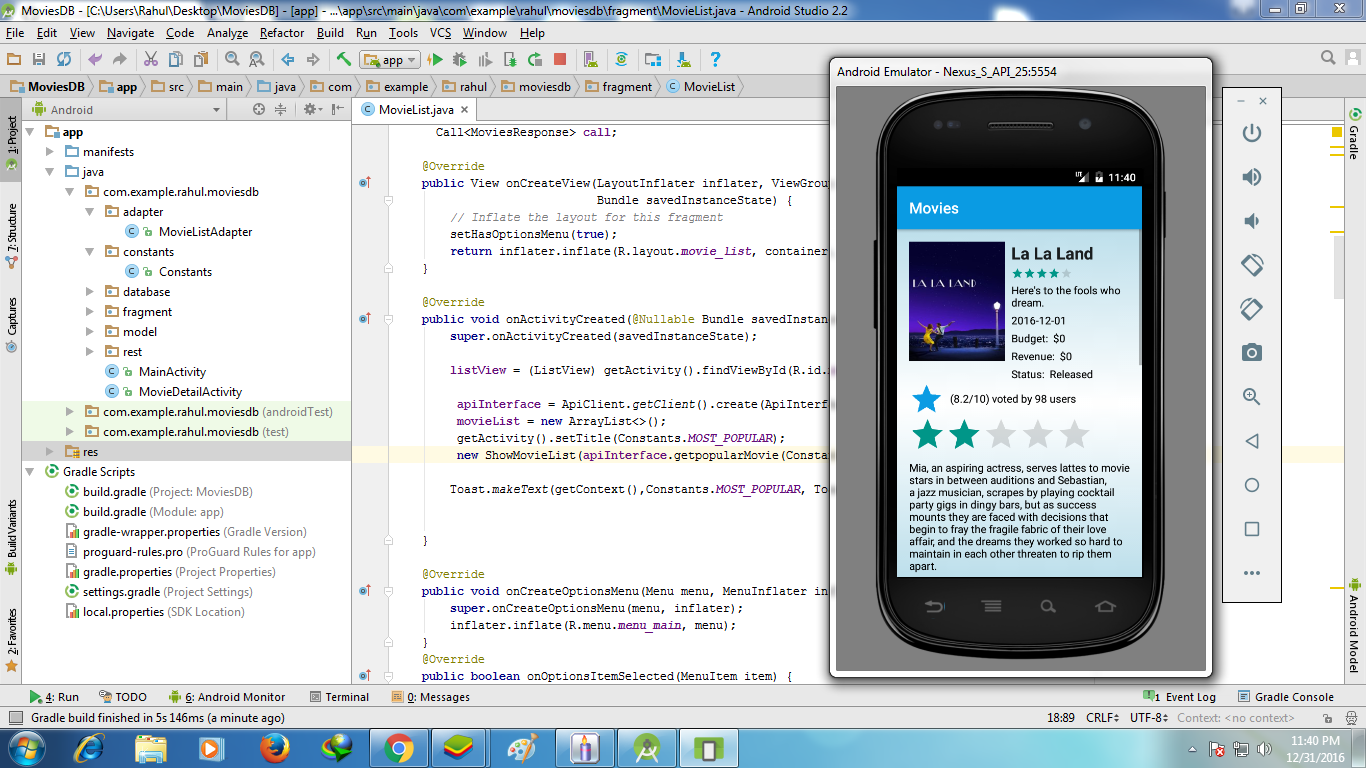 MoviesDB - [C:\Users\Rahul\Desktop\MoviesDB] - [app] - ...\app\src\main\java\com\example\rahul\moviesdb\fragment\MovieList.java - Android Studio 2.2
File Edit View Navigate Code Analyze Refactor Build Run Tools VCS Window Help
app
MoviesDB app src main java com example rahul moviesdb fragment MovieList
1: Project
7: Structure
Captures
Build Variants
2: Favorites
Android
app
manifests
java
com.example.rahul.moviesdb
adapter
MovieListAdapter
constants
Constants
database
fragment
model
rest
MainActivity
MovieDetailActivity
com.example.rahul.moviesdb (androidTest)
com.example.rahul.moviesdb (test)
res
Gradle Scripts
build.gradle (Project: MoviesDB)
build.gradle (Module: app)
gradle-wrapper.properties (Gradle Version)
proguard-rules.pro (ProGuard Rules for app)
gradle.properties (Project Properties)
settings.gradle (Project Settings)
local.properties (SDK Location)
MovieList.java
Call<MoviesResponse> call;
@Override
public View onCreateView(LayoutInflater inflater, ViewGroup
Bundle savedInstanceState) {
// Inflate the layout for this fragment
setHasOptionsMenu(true);
return inflater.inflate(R.layout.movie_list, container
}
@Override
public void onActivityCreated(@Nullable Bundle savedInstan
super.onActivityCreated(savedInstanceState);
listView = (ListView) getActivity().findViewById(R.id.
apiInterface = ApiClient.getClient().create(ApiInterf
movieList = new ArrayList<>();
getActivity().setTitle(Constants.MOST_POPULAR);
new ShowMovieList(apiInterface.getpopularMovie(Consta
Toast.makeText(getContext(),Constants.MOST_POPULAR, To
}
@Override
public void onCreateOptionsMenu(Menu menu, MenuInflater in
super.onCreateOptionsMenu(menu, inflater);
inflater.inflate(R.menu.menu_main, menu);
}
@Override
public boolean onOptionsItemSelected(MenuItem item) {
Android Emulator - Nexus_S_API_25:5554
LTE 11:40
Movies
LA LA LAND
La La Land
Here's to the fools who
dream.
2016-12-01
Budget: $0
Revenue: $0
Status: Released
(8.2/10) voted by 98 users
Mia, an aspiring actress, serves lattes to movie
stars in between auditions and Sebastian,
a jazz musician, scrapes by playing cocktail
party gigs in dingy bars, but as success
mounts they are faced with decisions that
begin to fray the fragile fabric of their love
affair, and the dreams they worked so hard to
maintain in each other threaten to rip them
apart.
Gradle
Android Model
4: Run TODO 6: Android Monitor Terminal 0: Messages 1 Event Log Gradle Console
Gradle build finished in 5s 146ms (a minute ago) 18:89 CRLF UTF-8 Context: <no context>
11:40 PM
12/31/2016